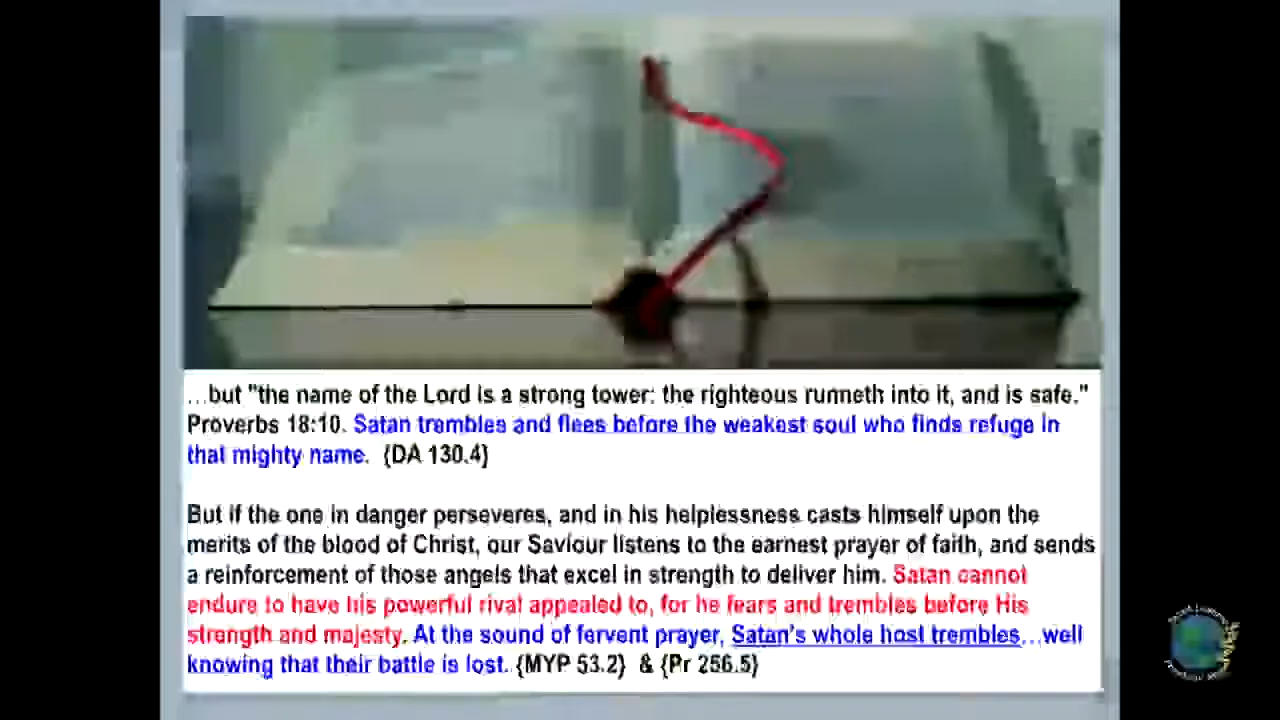 ...but "the name of the Lord is a strong tower: the righteous runneth into it, and is safe."
Proverbs 18:10. Satan trembles and flees before the weakest soul who finds refuge in
that mighty name. {DA 130.4}
But if the one in danger perseveres, and in his helplessness casts himself upon the
merits of the blood of Christ, our Saviour listens to the earnest prayer of faith, and sends
a reinforcement of those angels that excel in strength to deliver him. Satan cannot
endure to have his powerful rival appealed to, for he fears and trembles before His
strength and majesty. At the sound of fervent prayer, Satan's whole host trembles...well
knowing that their battle is lost. {MYP 53.2} & {Pr 256.5}